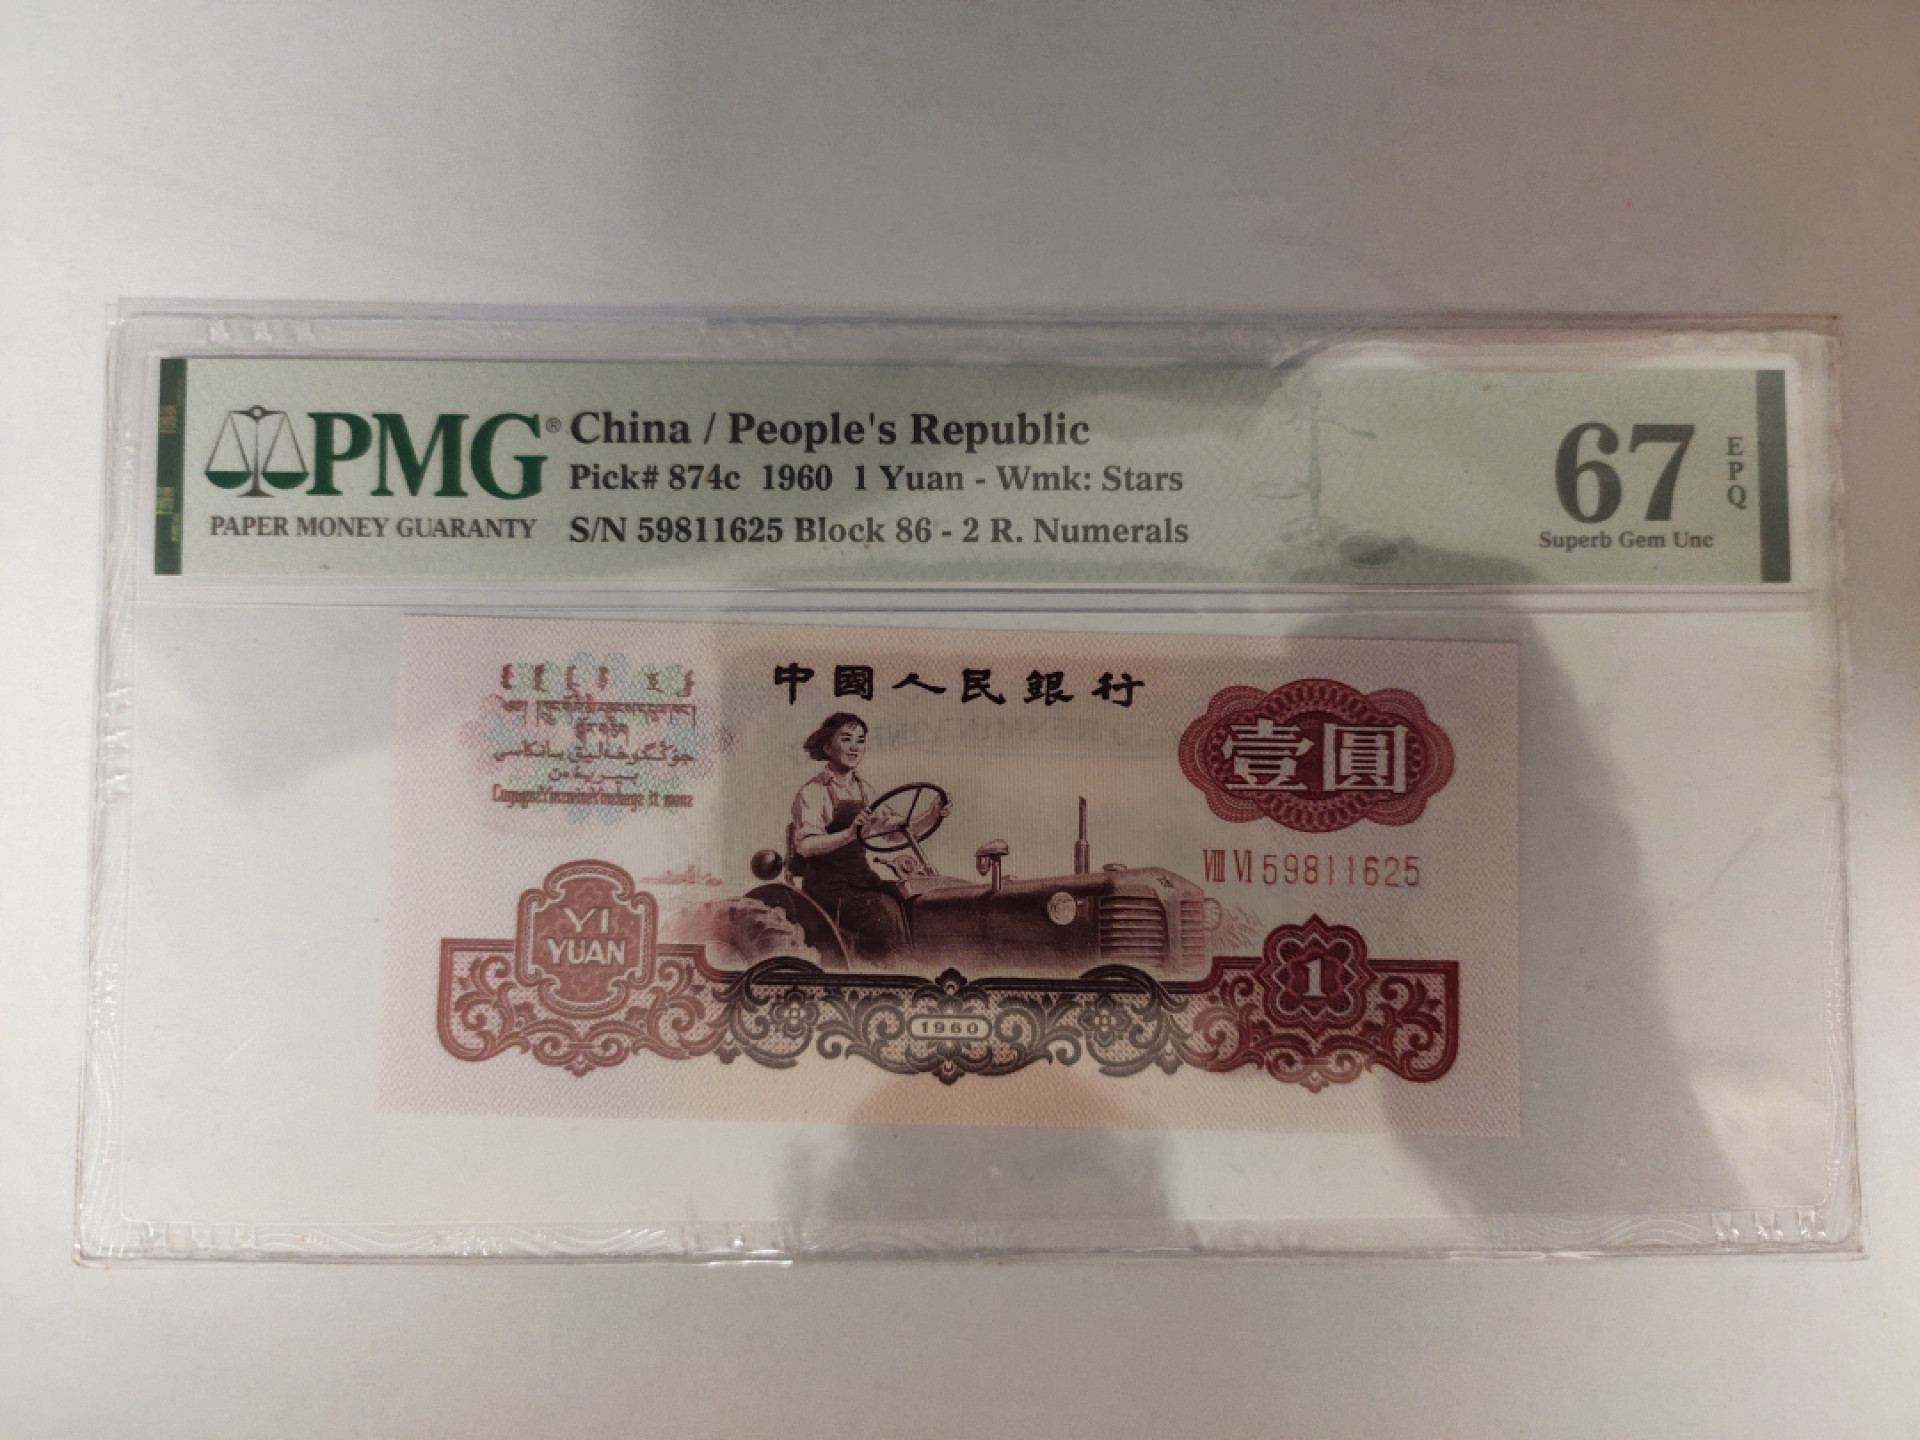 PMG®
PAPER MONEY GUARANTY
China / People's Republic
Pick# 874c 1960 1 Yuan - Wmk: Stars
S/N 59811625 Block 86 - 2 R. Numerals
67
EPQ
Superb Gem Unc
中國人民銀行
壹圓
VIII VI 59811625
YI
YUAN
1
1960